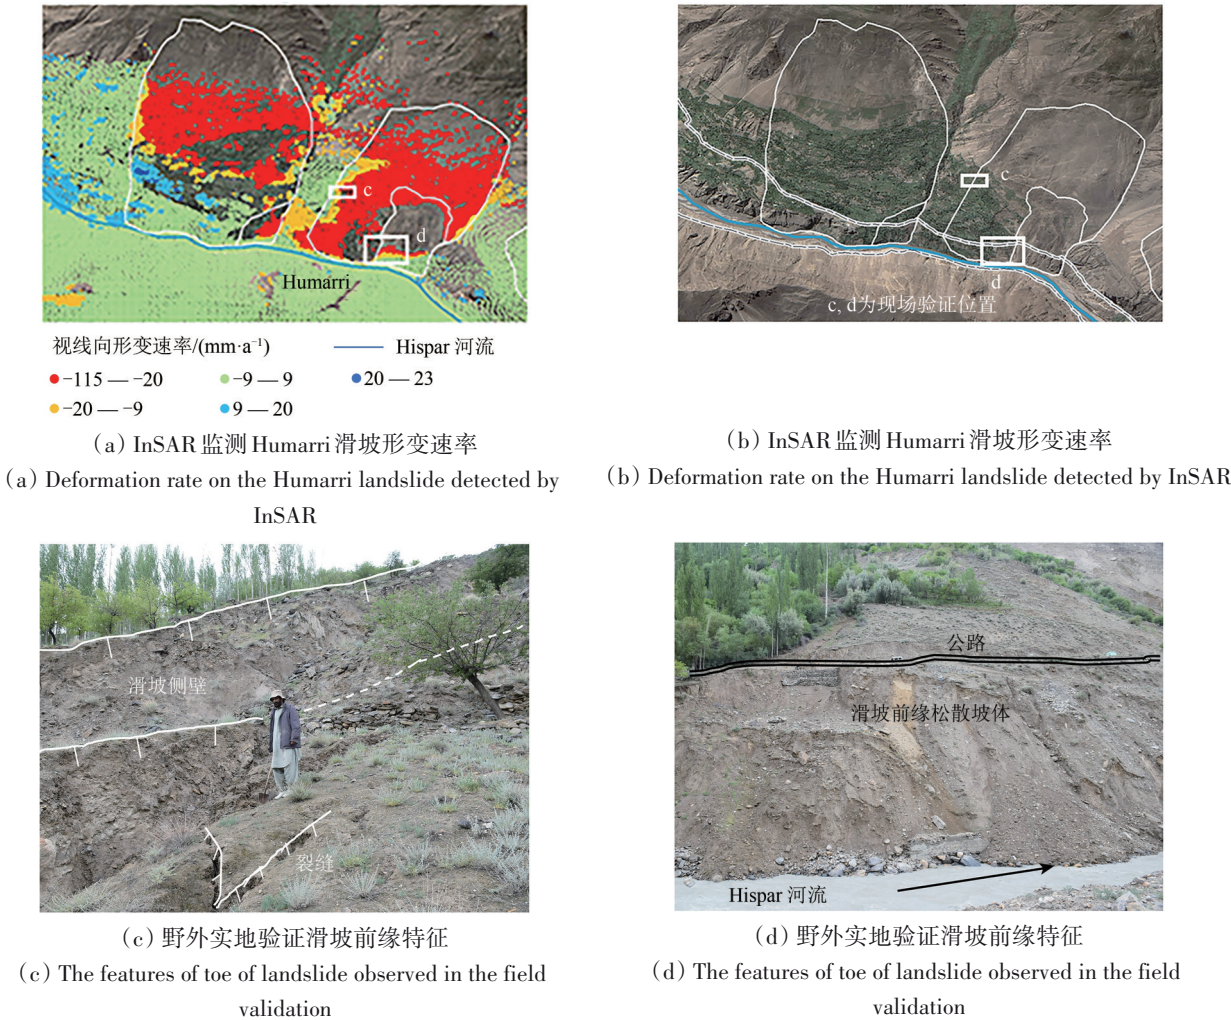 c
d
Humarri
c
d
c, d为现场验证位置
视线向形变速率/(mm·a⁻¹)
Hispar 河流
−115 — −20
−9 — 9
20 — 23
−20 — −9
9 — 20
(a) InSAR 监测 Humarri 滑坡形变速率
(a) Deformation rate on the Humarri landslide detected by
InSAR
(b) InSAR 监测 Humarri 滑坡形变速率
(b) Deformation rate on the Humarri landslide detected by InSAR
滑坡侧壁
裂缝
公路
滑坡前缘松散坡体
Hispar 河流
(c) 野外实地验证滑坡前缘特征
(c) The features of toe of landslide observed in the field
validation
(d) 野外实地验证滑坡前缘特征
(d) The features of toe of landslide observed in the field
validation